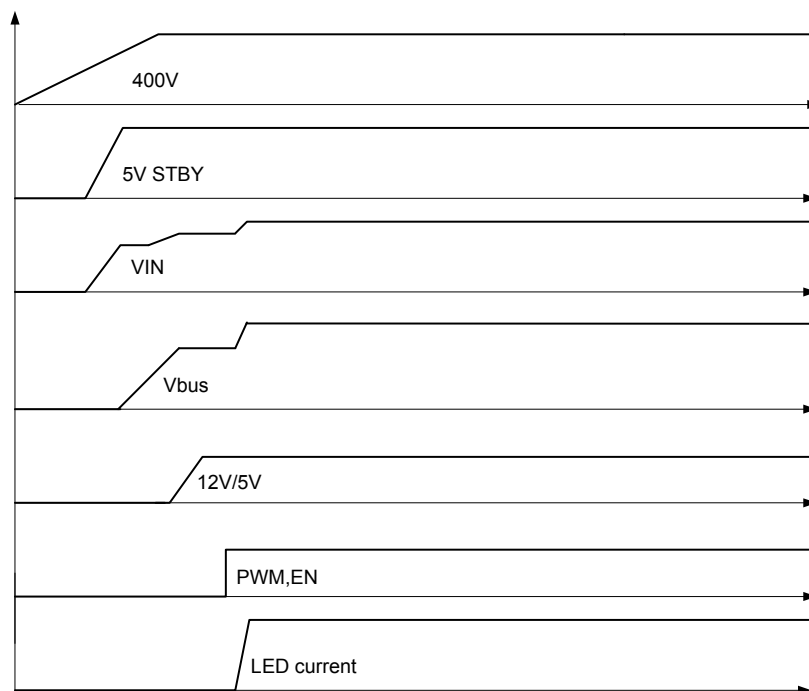 400V
5V STBY
VIN
Vbus
12V/5V
PWM,EN
LED current